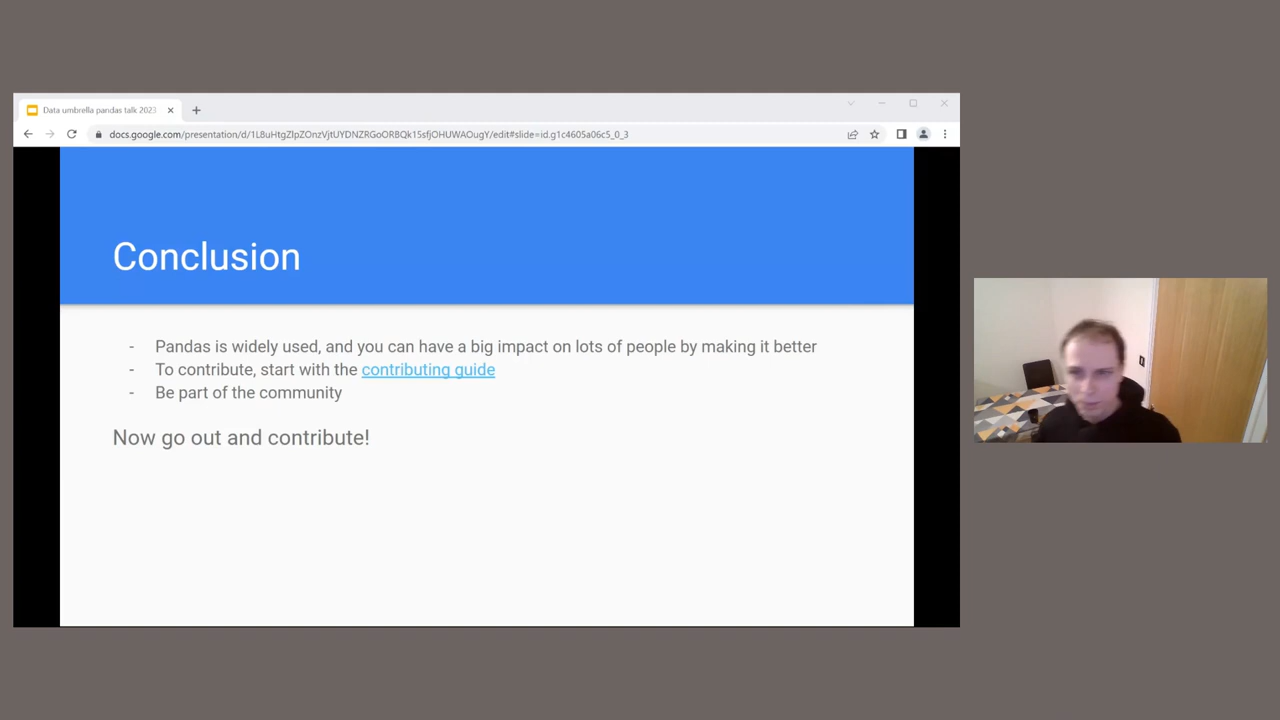 Data umbrella pandas talk 2023
docs.google.com/presentation/d/1L8uHtgZlpZOnzVjtUYDNZRGoORBQk15sfjOHUWAOugY/edit#slide=id.g1c4605a06c5_0_3
Conclusion
- Pandas is widely used, and you can have a big impact on lots of people by making it better
- To contribute, start with the contributing guide
- Be part of the community
Now go out and contribute!